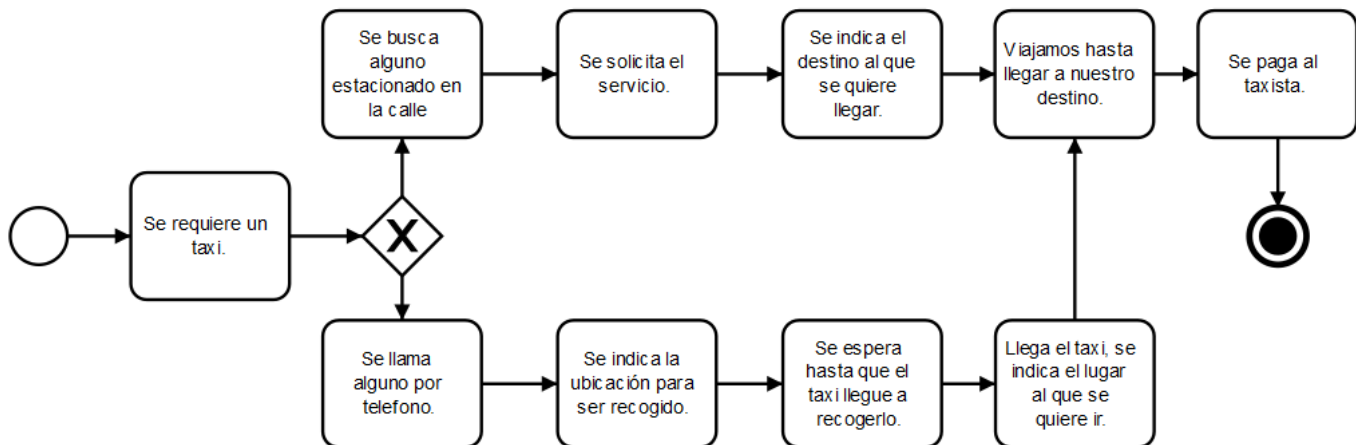 Se busca
alguno
estacionado en
la calle
Se solicita el
servicio.
Se indica el
destino al que
se quiere
llegar.
Viajamos hasta
llegar a nuestro
destino.
Se paga al
taxista.
Se requiere un
taxi.
X
Se llama
alguno por
telefono.
Se indica la
ubicación para
ser recogido.
Se espera
hasta que el
taxi llegue a
recogerlo.
Llega el taxi, se
indica el lugar
al que se
quiere ir.